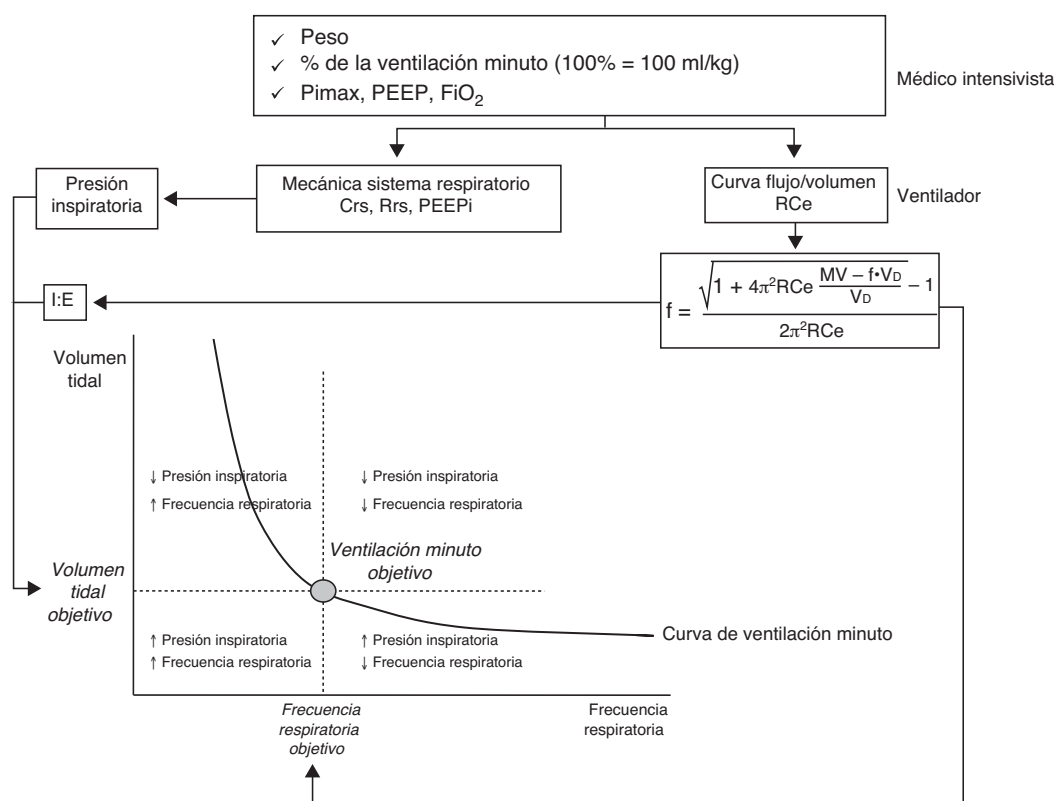 ✓ Peso
✓ % de la ventilación minuto (100% = 100 ml/kg)
✓ Pimax, PEEP, FiO₂
Médico intensivista
Presión
inspiratoria
Mecánica sistema respiratorio
Crs, Rrs, PEEPi
Curva flujo/volumen
RCe
Ventilador
I:E
f = (√(1 + 4π²RCe (MV – f•V_D)/V_D) – 1)/(2π²RCe)
Volumen
tidal
↓ Presión inspiratoria
↑ Frecuencia respiratoria
↓ Presión inspiratoria
↓ Frecuencia respiratoria
Ventilación minuto
objetivo
Volumen
tidal
objetivo
↑ Presión inspiratoria
↑ Frecuencia respiratoria
↑ Presión inspiratoria
↓ Frecuencia respiratoria
Curva de ventilación minuto
Frecuencia
respiratoria
objetivo
Frecuencia
respiratoria